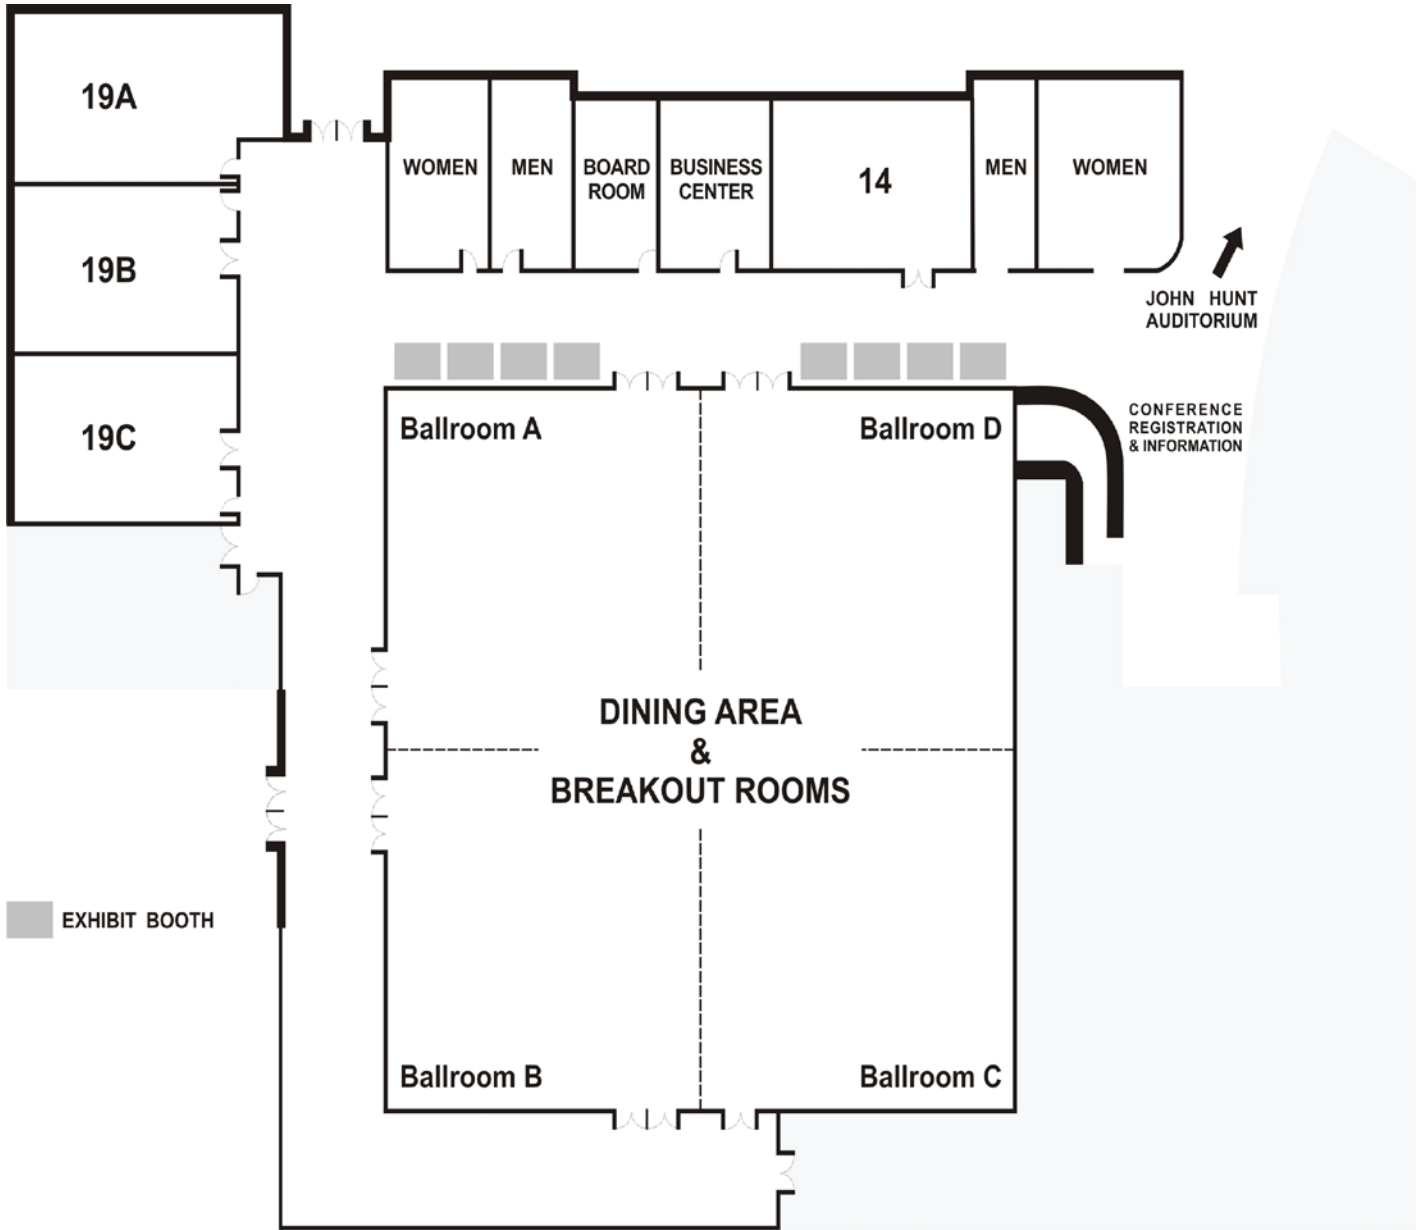 19A
WOMEN
MEN
BOARD
ROOM
BUSINESS
CENTER
14
MEN
WOMEN
19B
JOHN HUNT
AUDITORIUM
19C
Ballroom A
Ballroom D
CONFERENCE
REGISTRATION
& INFORMATION
DINING AREA
&
BREAKOUT ROOMS
EXHIBIT BOOTH
Ballroom B
Ballroom C